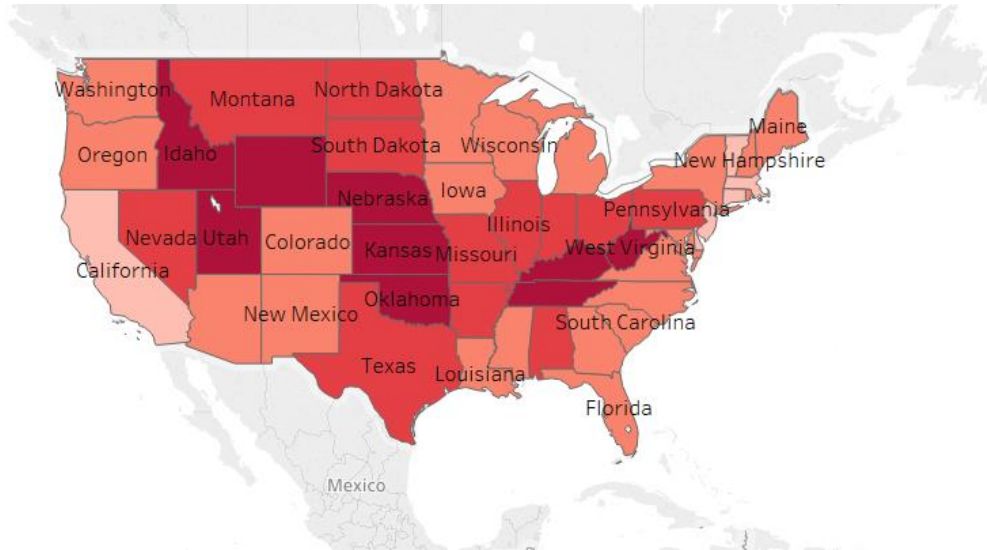 Washington
Montana
North Dakota
Maine
Oregon
Idaho
South Dakota
Wisconsin
New Hampshire
Nebraska
Iowa
Nevada
Utah
Colorado
Kansas
Missouri
Illinois
Pennsylvania
West Virginia
California
Oklahoma
New Mexico
South Carolina
Texas
Louisiana
Florida
Mexico